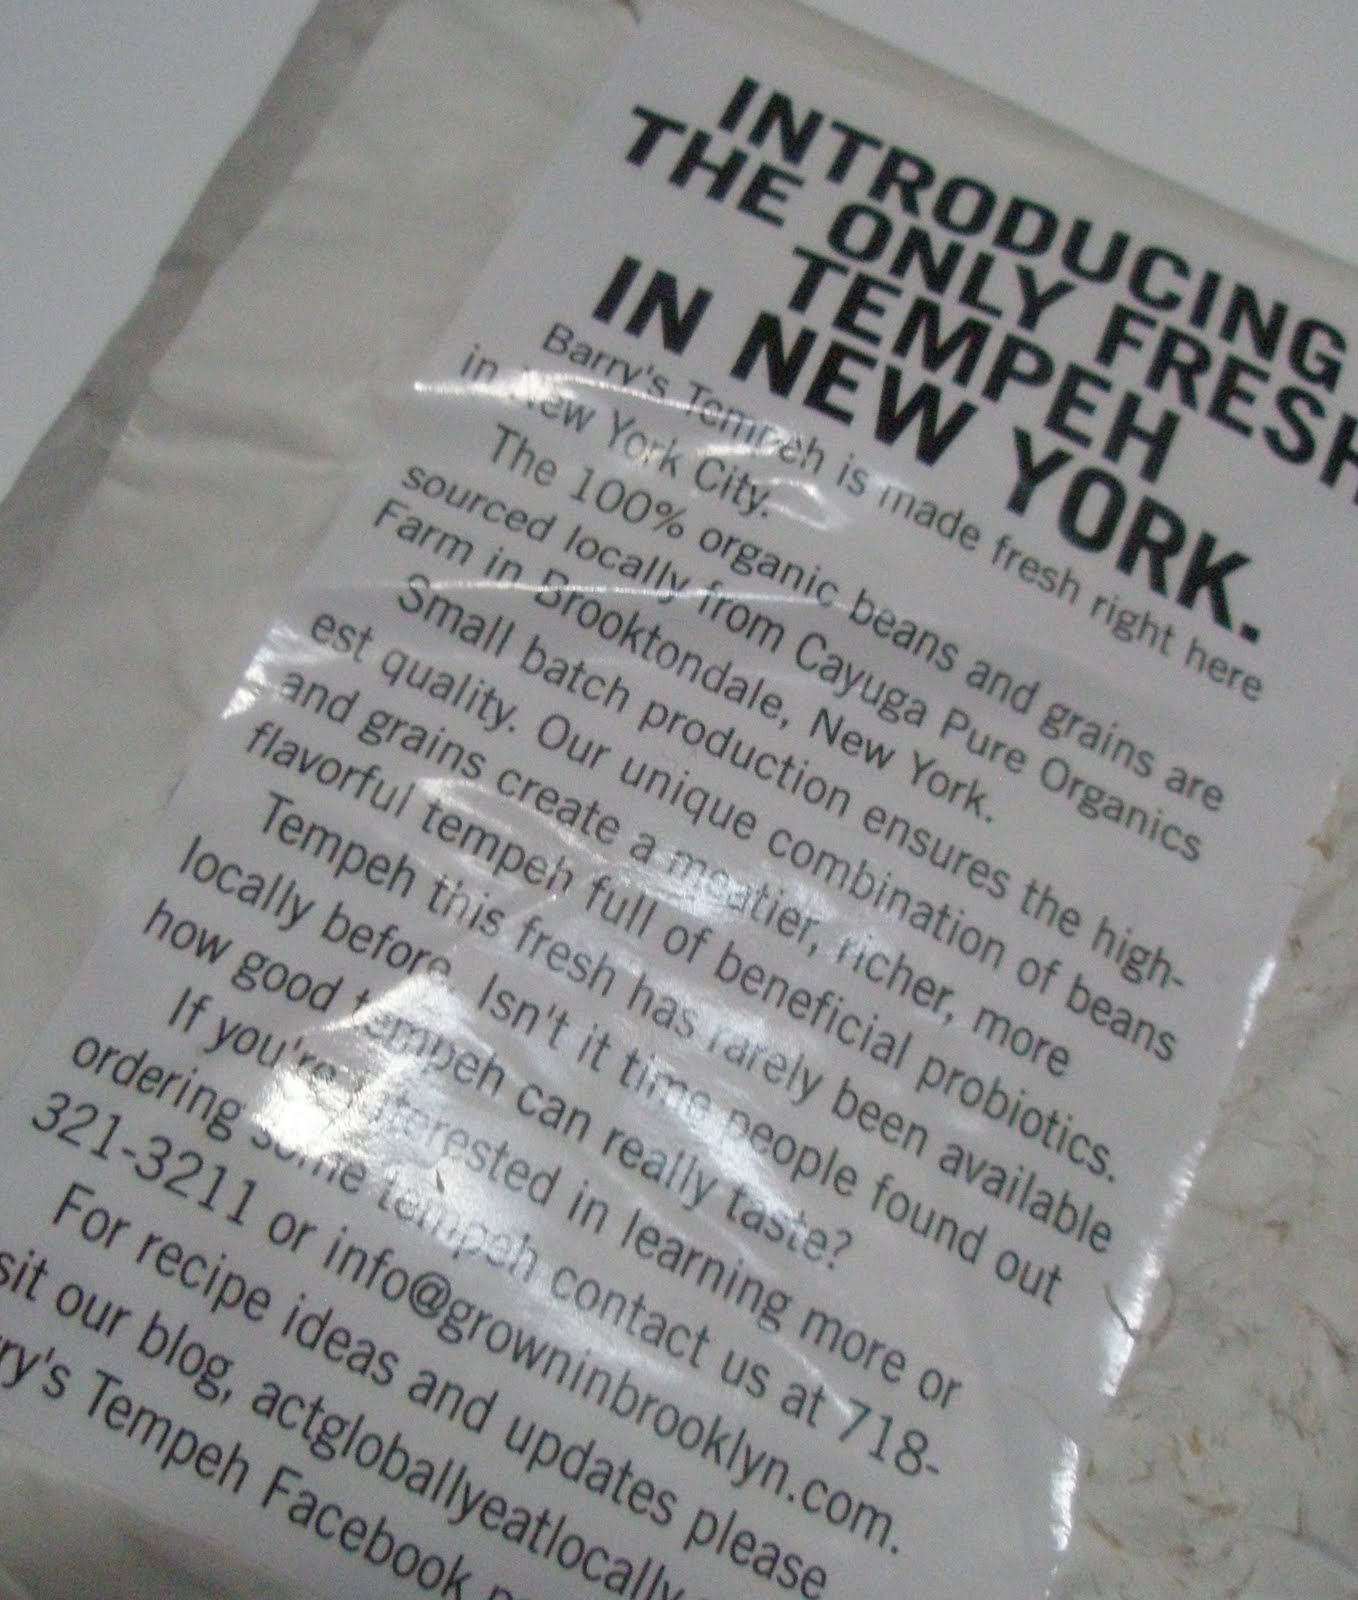 INTRODUCING
THE ONLY FRESH
TEMPEH
IN NEW YORK.
Barry's Tempeh is made fresh right here
in New York City.
The 100% organic beans and grains are
sourced locally from Cayuga Pure Organics
Farm in Brooktondale, New York.
Small batch production ensures the high-
est quality. Our unique combination of beans
and grains create a meatier, richer, more
flavorful tempeh full of beneficial probiotics.
Tempeh this fresh has rarely been available
locally before. Isn't it time people found out
how good tempeh can really taste?
If you're interested in learning more or
ordering some tempeh contact us at 718-
321-3211 or info@growninbrooklyn.com.
For recipe ideas and updates please
sit our blog, actgloballyeatlocally
ry's Tempeh Facebook